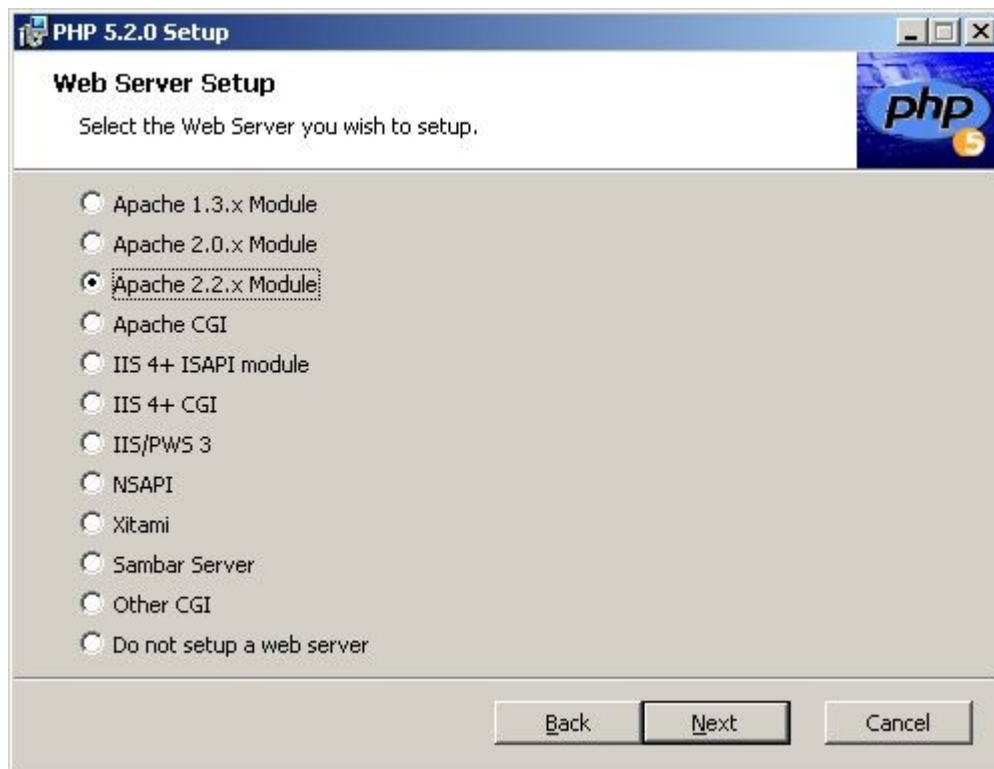 PHP 5.2.0 Setup
Web Server Setup
Select the Web Server you wish to setup.
php
5
Apache 1.3.x Module
Apache 2.0.x Module
Apache 2.2.x Module
Apache CGI
IIS 4+ ISAPI module
IIS 4+ CGI
IIS/PWS 3
NSAPI
Xitami
Sambar Server
Other CGI
Do not setup a web server
Back Next Cancel